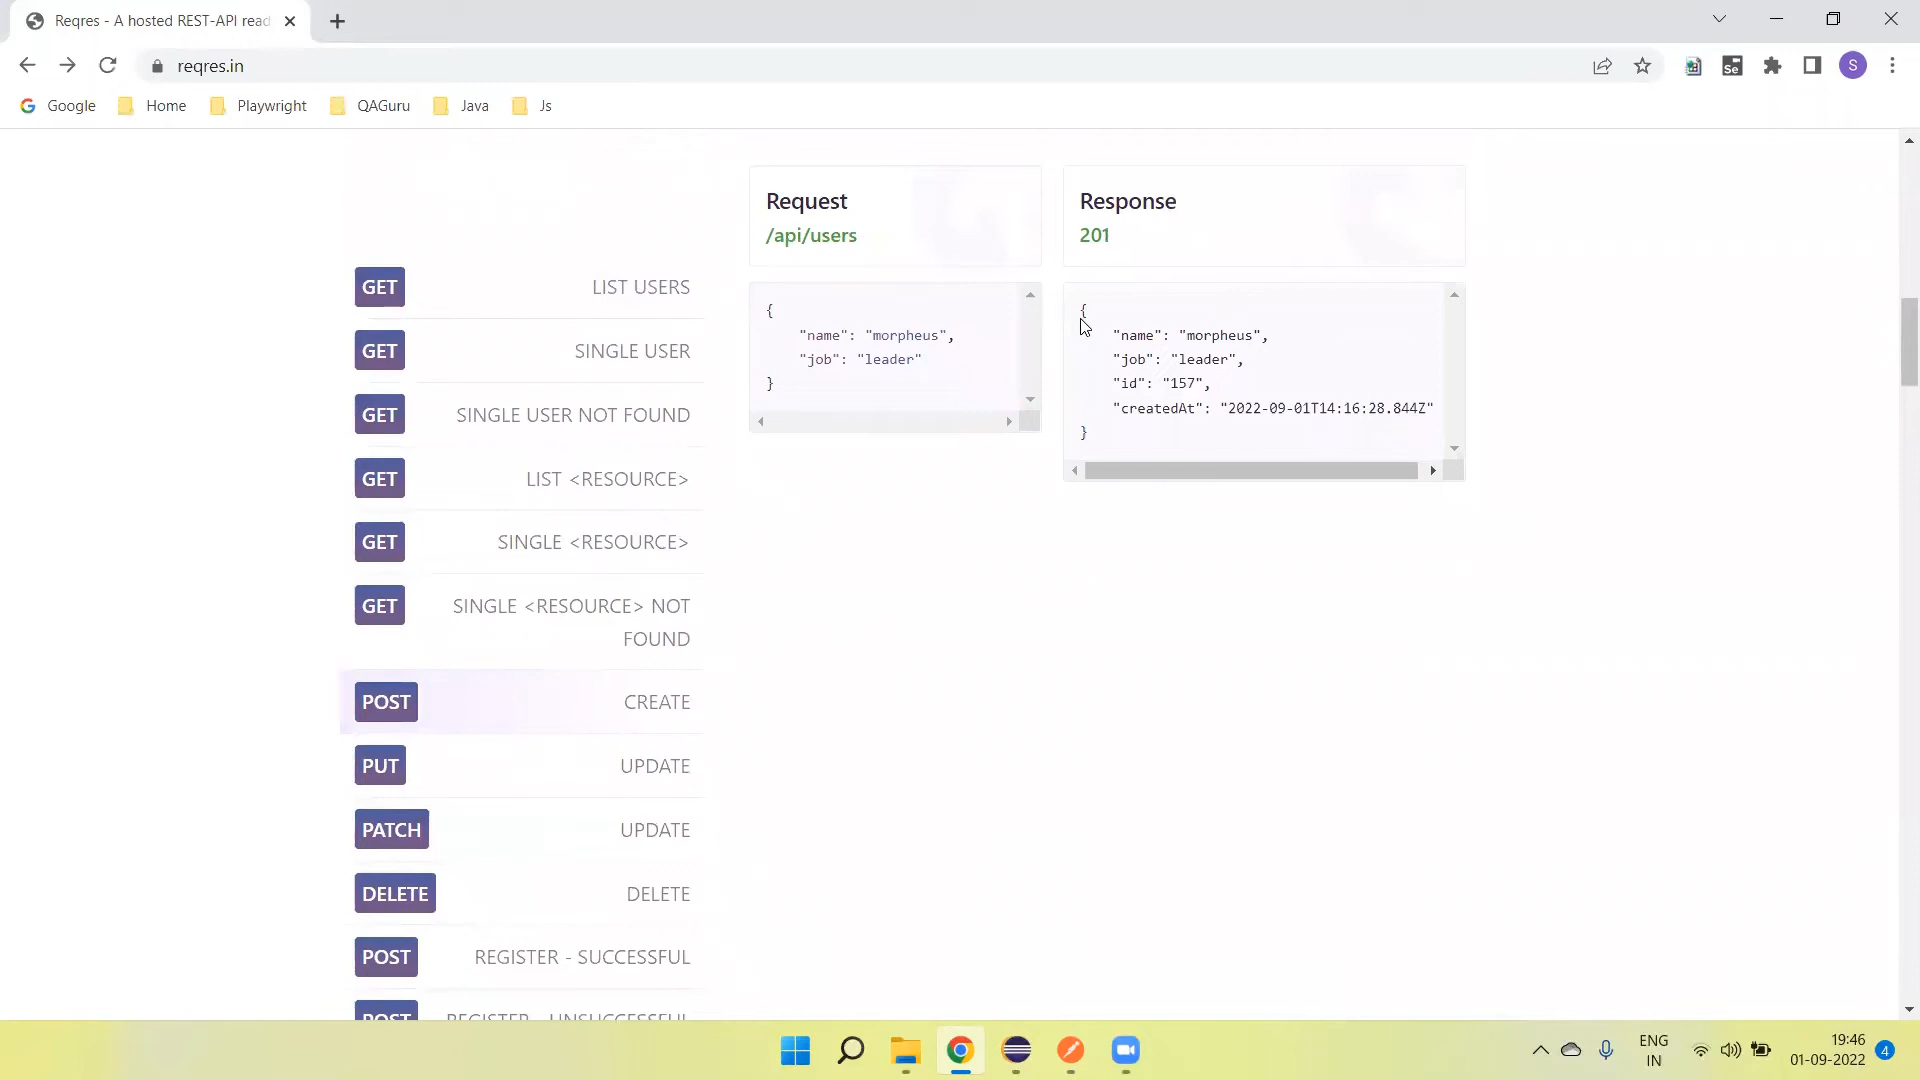 Reqres - A hosted REST-API read
reqres.in
Se
S
Google
Home
Playwright
QAGuru
Java
Js
Request
/api/users
Response
201
{
"name": "morpheus",
"job": "leader"
}
{
"name": "morpheus",
"job": "leader",
"id": "157",
"createdAt": "2022-09-01T14:16:28.844Z"
}
GET LIST USERS
GET SINGLE USER
GET SINGLE USER NOT FOUND
GET LIST <RESOURCE>
GET SINGLE <RESOURCE>
GET SINGLE <RESOURCE> NOT
FOUND
POST CREATE
PUT UPDATE
PATCH UPDATE
DELETE DELETE
POST REGISTER - SUCCESSFUL
POST REGISTER - UNSUCCESSFUL
ENG
IN
19:46
01-09-2022
4